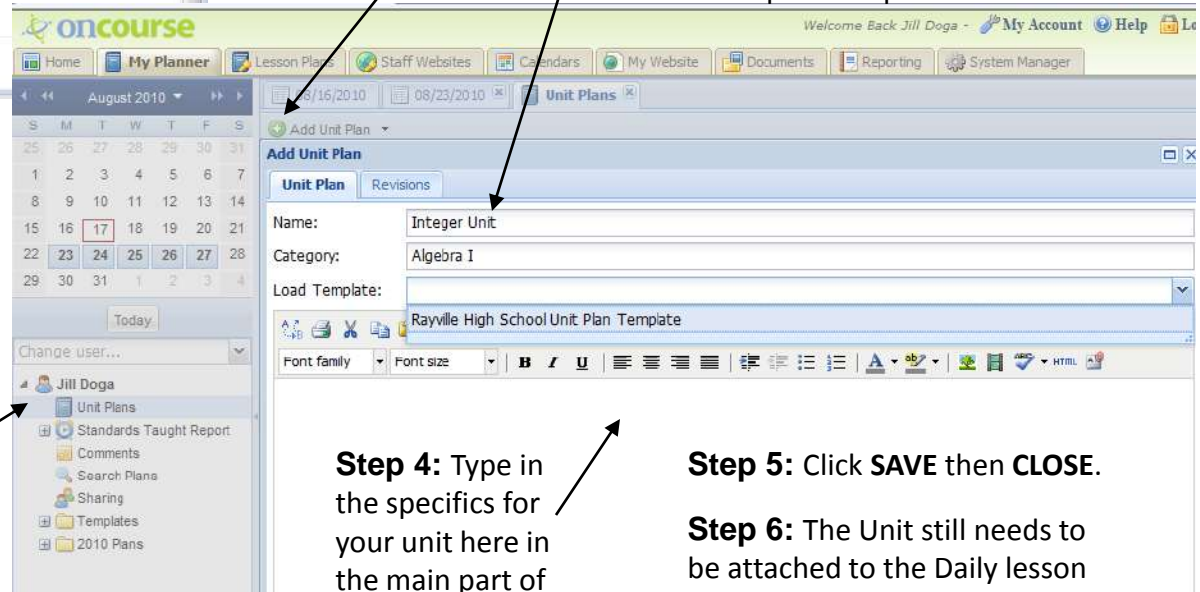 oncourse
Welcome Back Jill Doga - My Account Help Lo
Home My Planner Lesson Plans Staff Websites Calendars My Website Documents Reporting System Manager
August 2010
08/16/2010 08/23/2010 Unit Plans
S M T W T F S
25 26 27 28 29 30 31
1 2 3 4 5 6 7
8 9 10 11 12 13 14
15 16 17 18 19 20 21
22 23 24 25 26 27 28
29 30 31 1 2 3 4
Today
Change user...
Jill Doga
Unit Plans
Standards Taught Report
Comments
Search Plans
Sharing
Templates
2010 Plans
Add Unit Plan
Add Unit Plan
Unit Plan Revisions
Name: Integer Unit
Category: Algebra I
Load Template:
Rayville High School Unit Plan Template
Font family Font size B I U A ab ABC HTML
Step 4: Type in
the specifics for
your unit here in
the main part of
Step 5: Click SAVE then CLOSE.
Step 6: The Unit still needs to
be attached to the Daily lesson